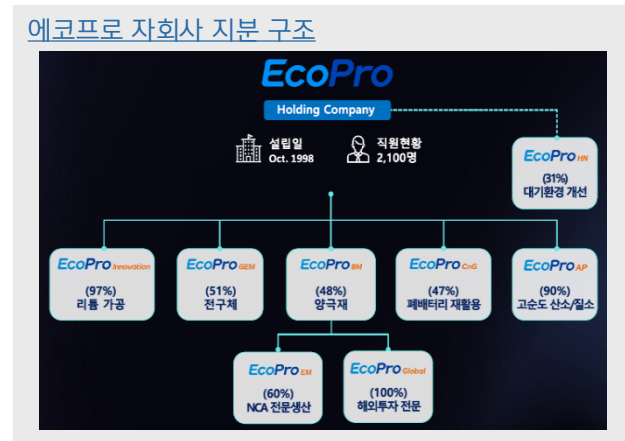 에코프로 자회사 지분 구조
EcoPro
Holding Company
설립일
Oct. 1998
직원현황
2,100명
EcoPro HN
(31%)
대기환경 개선
EcoPro Innovation
(97%)
리튬 가공
EcoPro GEM
(51%)
전구체
EcoPro BM
(48%)
양극재
EcoPro CnG
(47%)
폐배터리 재활용
EcoPro AP
(90%)
고순도 산소/질소
EcoPro EM
(60%)
NCA 전문생산
EcoPro Global
(100%)
해외투자 전문